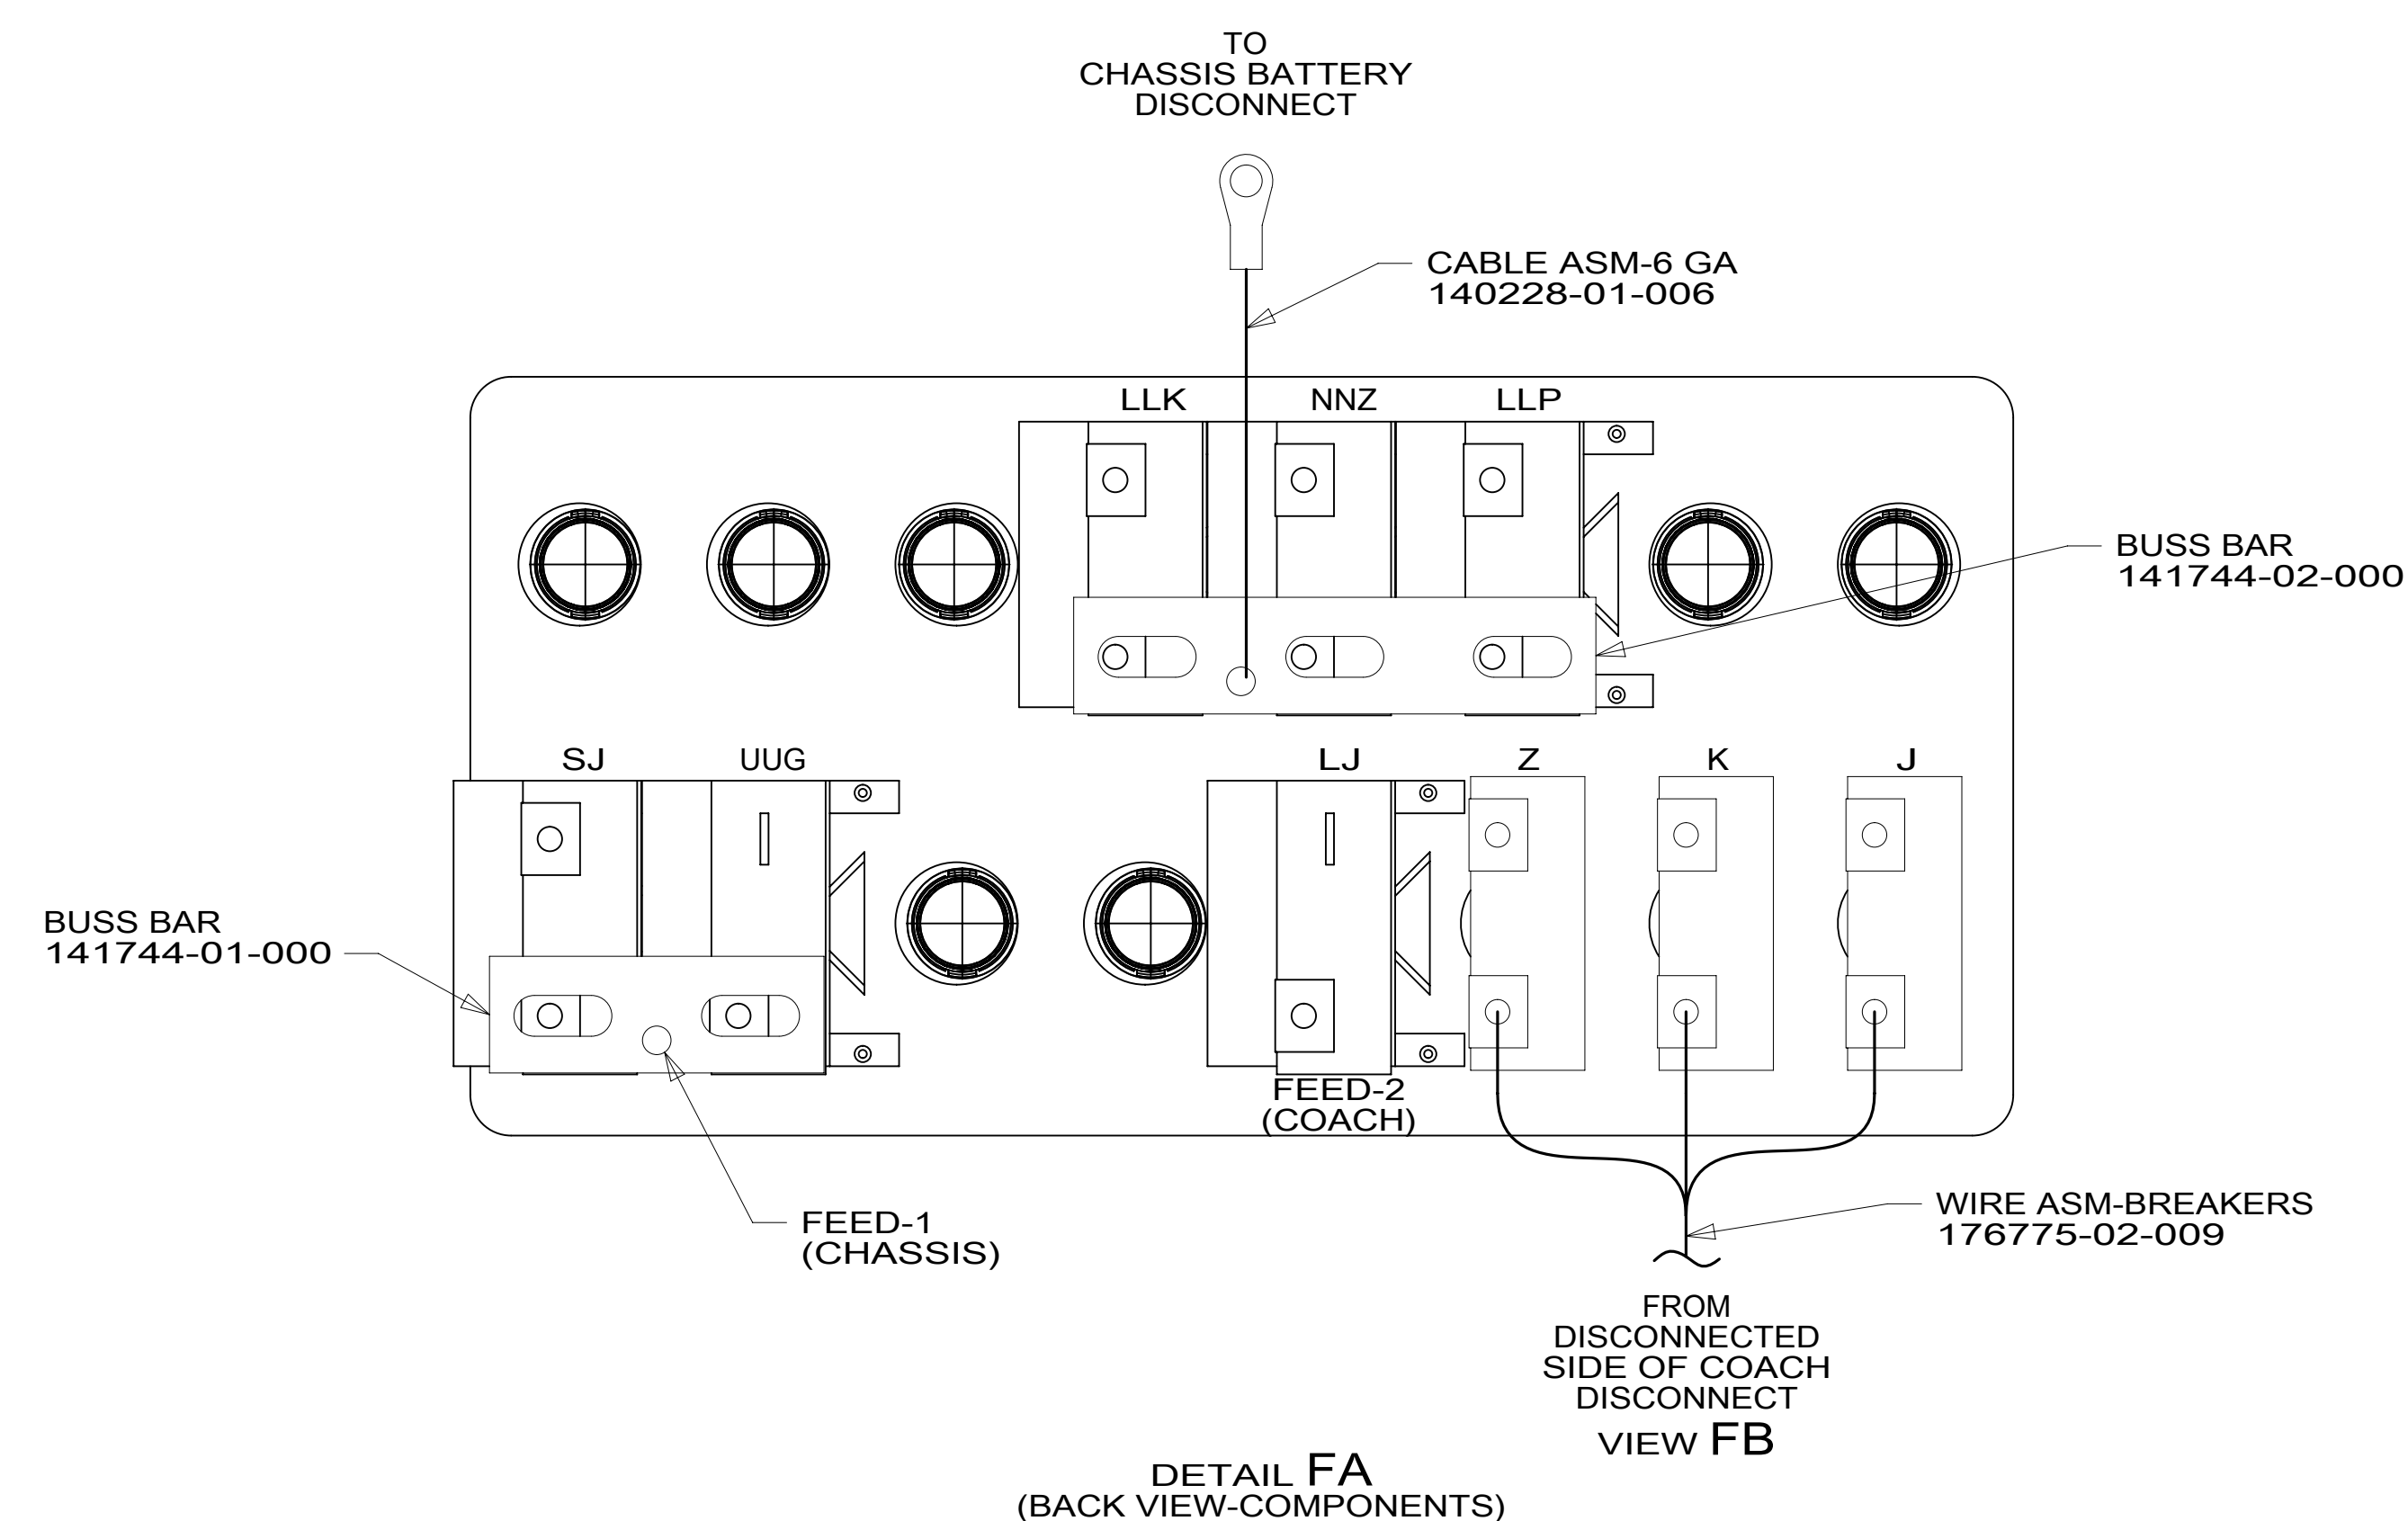 TO
CHASSIS BATTERY
DISCONNECT
CABLE ASM-6 GA
140228-01-006
LLK NNZ LLP
BUSS BAR
141744-02-000
SJ UUG LJ Z K J
BUSS BAR
141744-01-000
FEED-2
(COACH)
FEED-1
(CHASSIS)
WIRE ASM-BREAKERS
176775-02-009
FROM
DISCONNECTED
SIDE OF COACH
DISCONNECT
VIEW FB
DETAIL FA
(BACK VIEW-COMPONENTS)